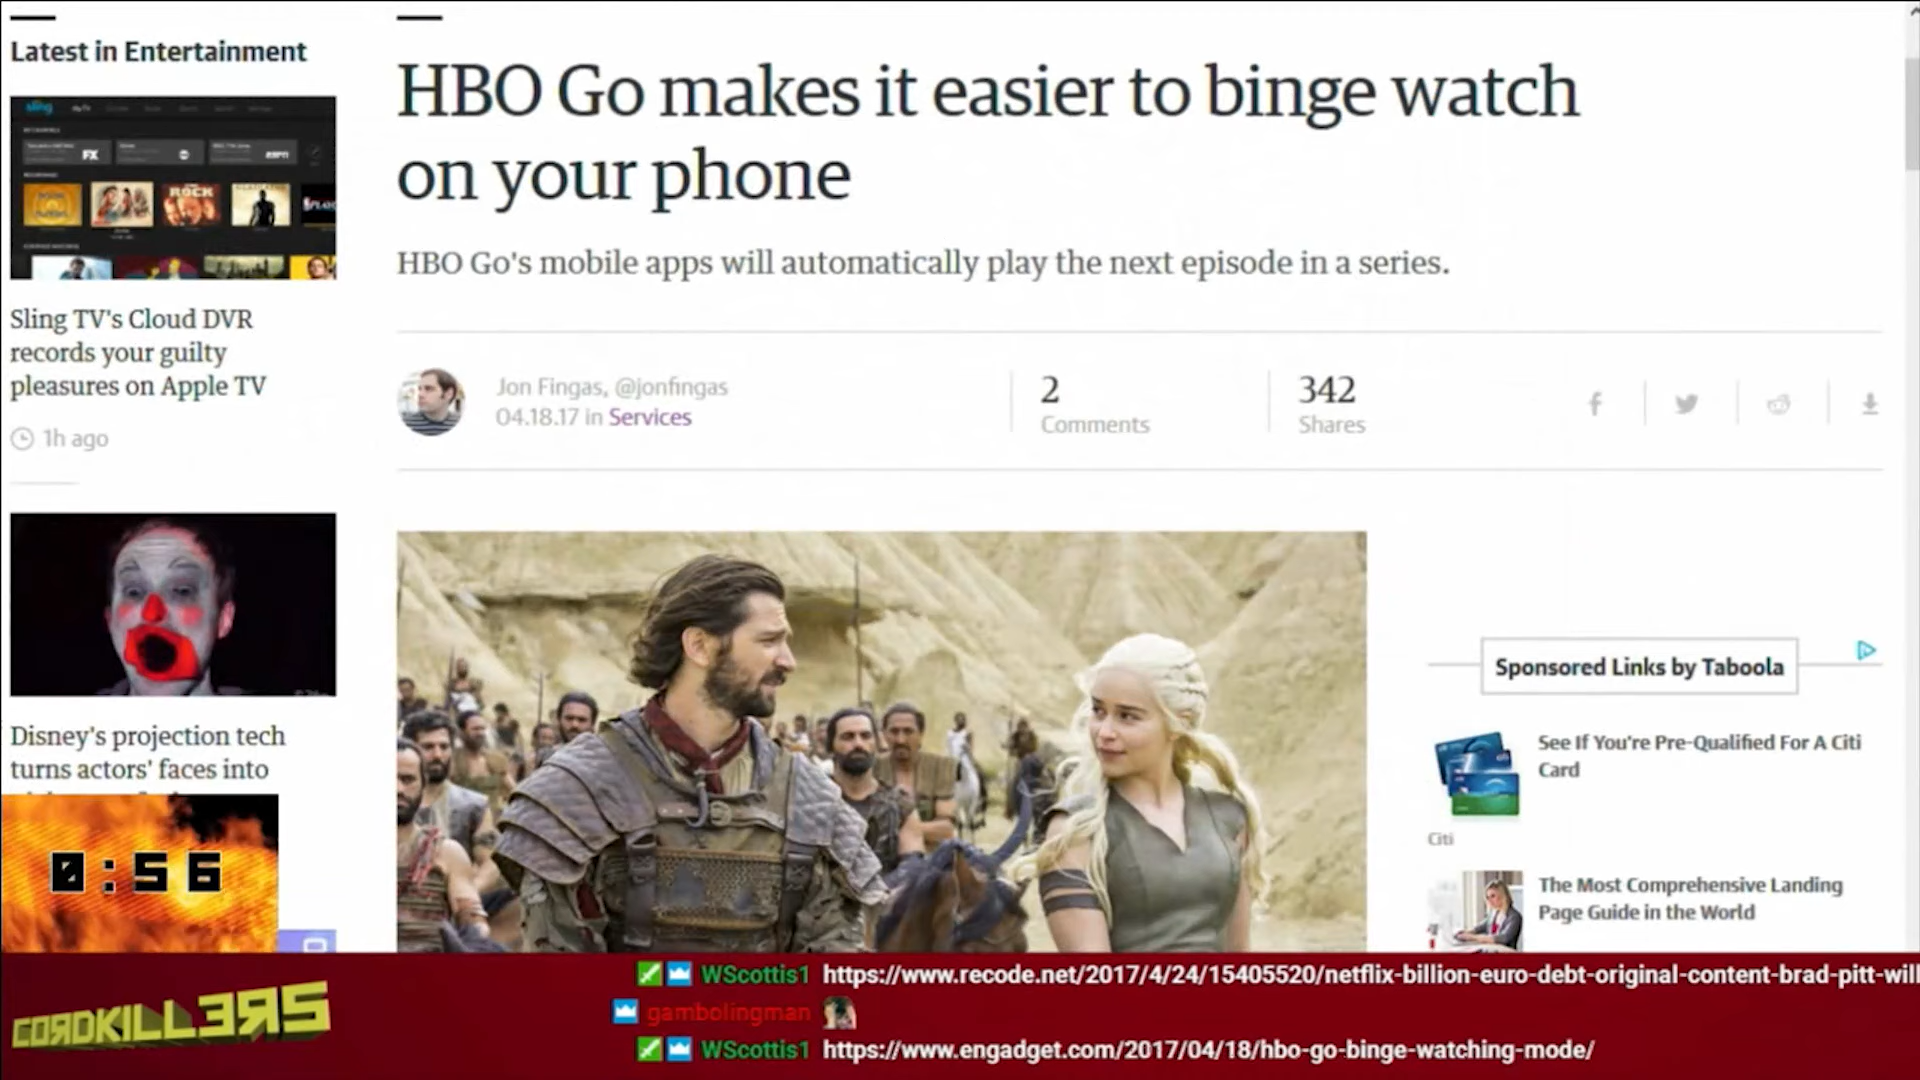 Latest in Entertainment
sling
FX
ESPN
ROCK
Sling TV's Cloud DVR
records your guilty
pleasures on Apple TV
1h ago
Disney's projection tech
turns actors' faces into
0:56
HBO Go makes it easier to binge watch
on your phone
HBO Go's mobile apps will automatically play the next episode in a series.
Jon Fingas, @jonfingas
04.18.17 in Services
2
Comments
342
Shares
Sponsored Links by Taboola
See If You're Pre-Qualified For A Citi
Card
Citi
The Most Comprehensive Landing
Page Guide in the World
CORDKILLERS
WScottis1 https://www.recode.net/2017/4/24/15405520/netflix-billion-euro-debt-original-content-brad-pitt-will
gambolingman
WScottis1 https://www.engadget.com/2017/04/18/hbo-go-binge-watching-mode/